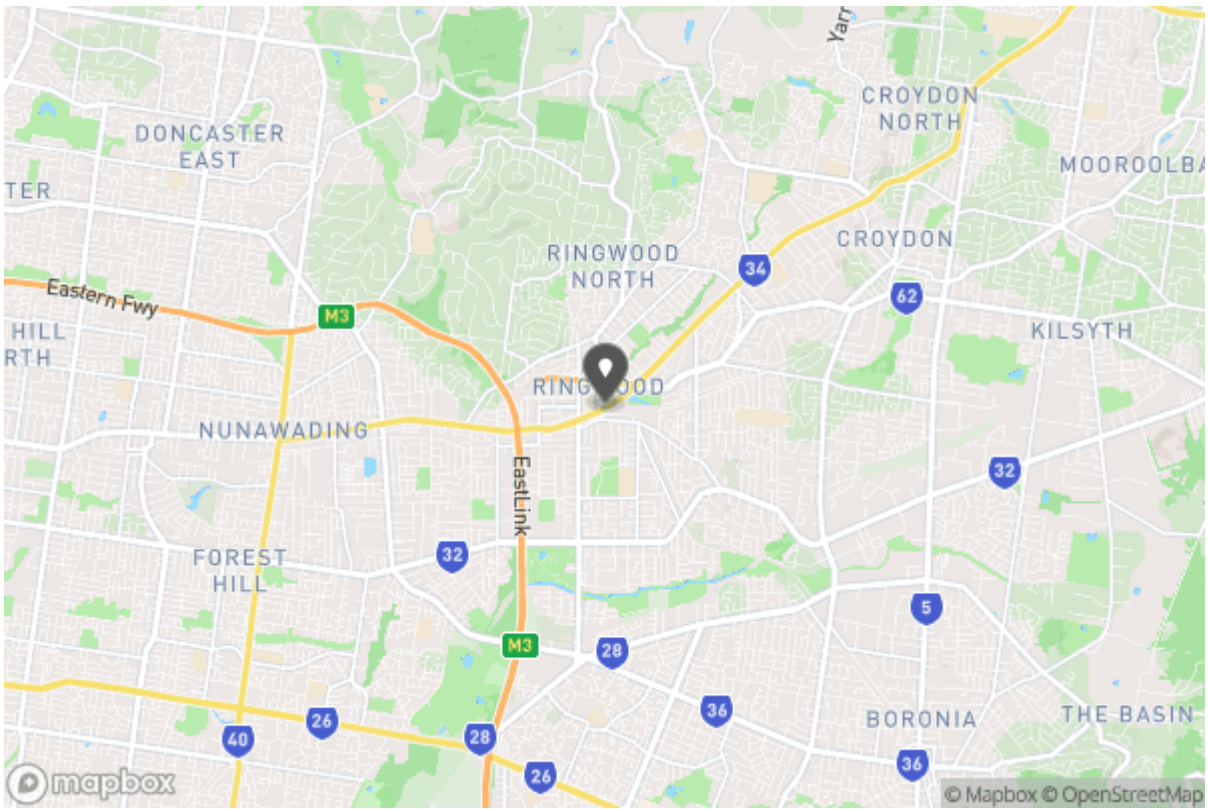 Yarr
CROYDON
NORTH
DONCASTER
EAST
MOOROOLBA
TER
RINGWOOD
NORTH
CROYDON
34
Eastern Fwy
62
M3
HILL
RTH
KILSYTH
RINGWOOD
NUNAWADING
EastLink
32
FOREST
HILL
32
5
M3
28
36
BORONIA
THE BASIN
26
40
28
36
26
mapbox
© Mapbox © OpenStreetMap